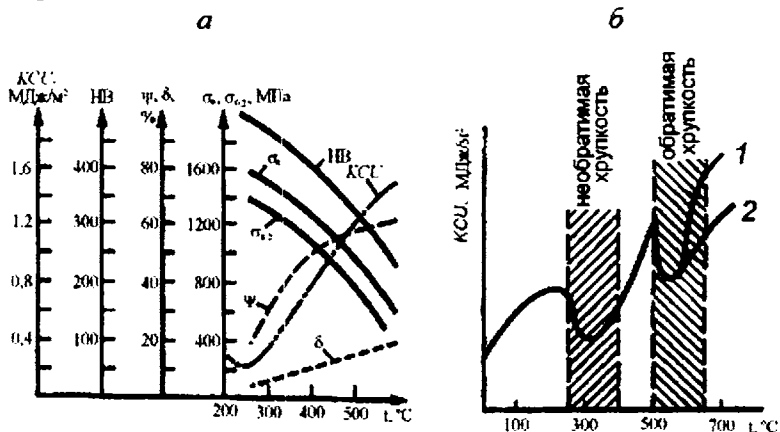 а
KCU, МДж/м²
НВ
ψ, δ, %
σв, σ0,2, МПа
1.6
1.2
0,8
0,4
400
300
200
100
80
60
40
20
1600
1200
800
400
200
300
400
500
t, °C
σв
σ0,2
НВ
KCU
Ψ
δ
б
KCU, МДж/м²
необратимая хрупкость
обратимая хрупкость
1
2
100
300
500
700
t, °C